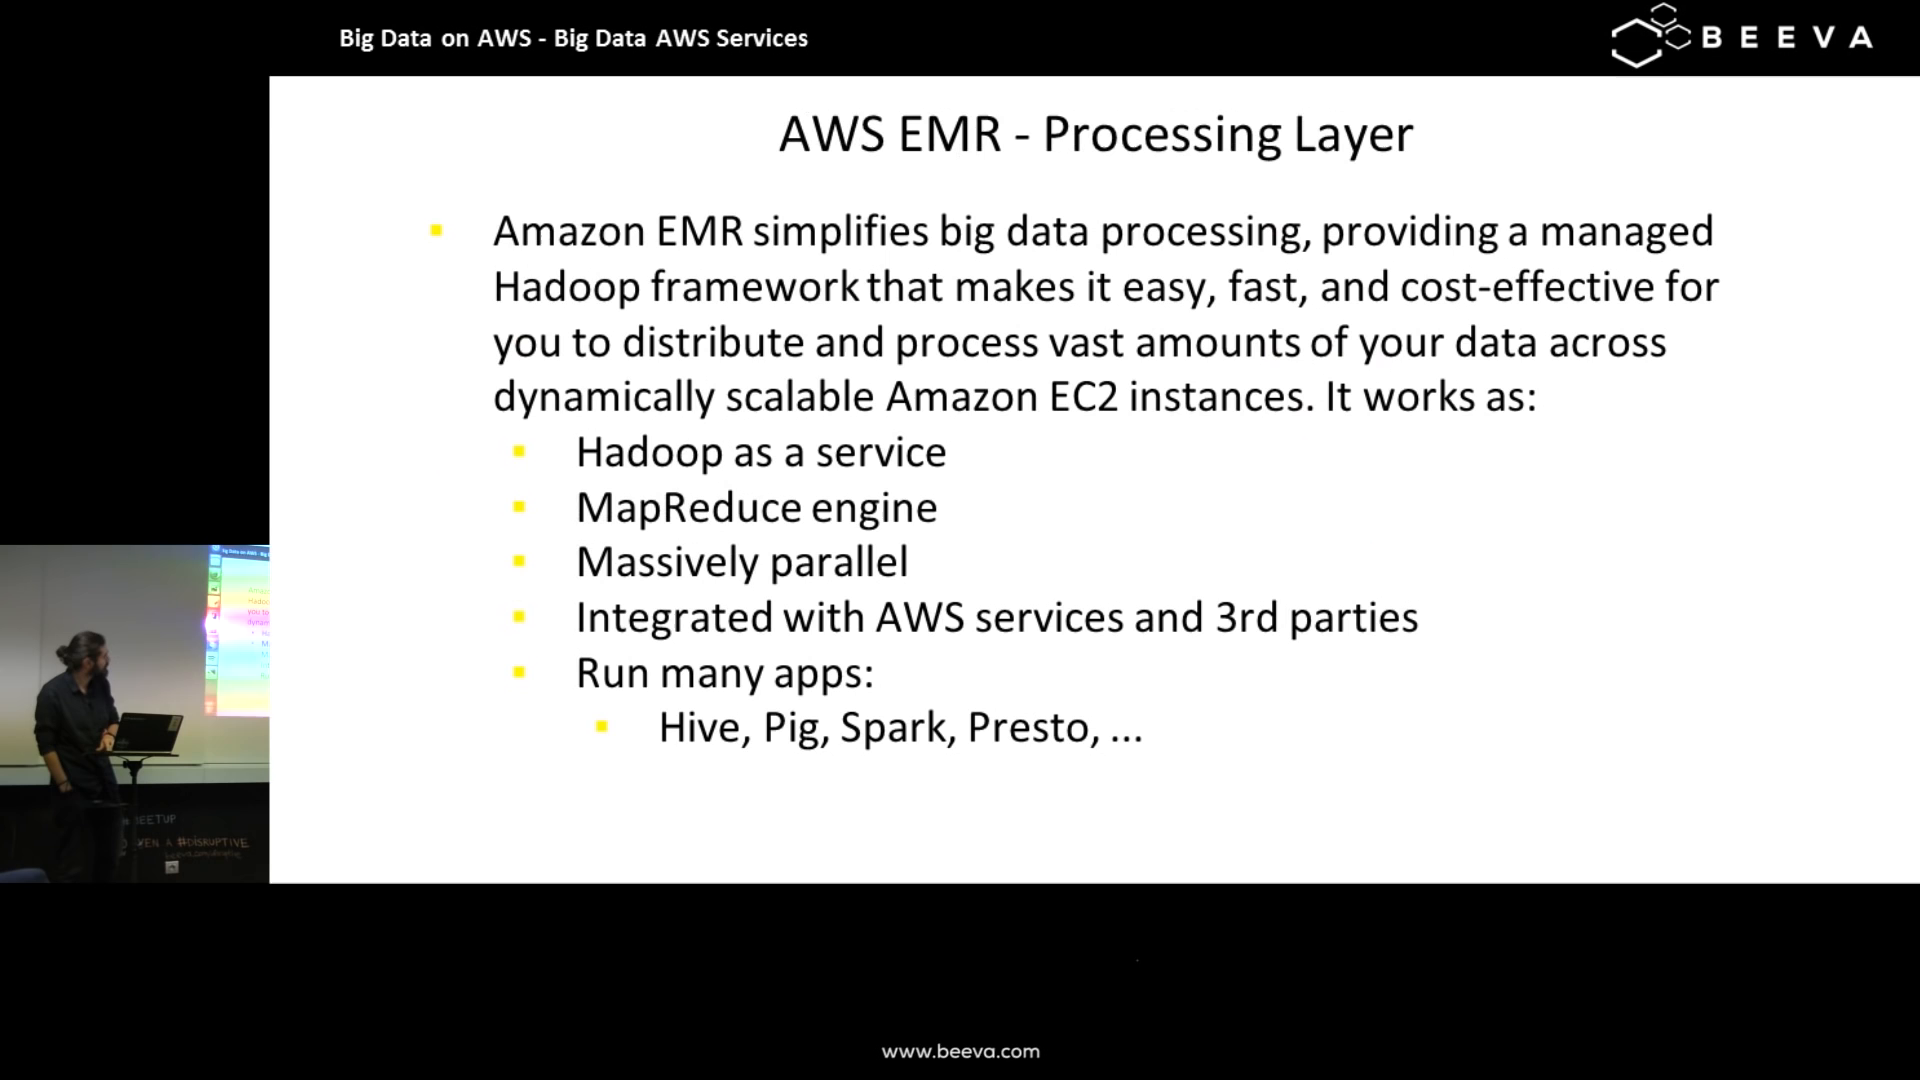 Big Data on AWS - Big Data AWS Services
BEEVA
AWS EMR - Processing Layer
Amazon EMR simplifies big data processing, providing a managed
Hadoop framework that makes it easy, fast, and cost-effective for
you to distribute and process vast amounts of your data across
dynamically scalable Amazon EC2 instances. It works as:
Hadoop as a service
MapReduce engine
Massively parallel
Integrated with AWS services and 3rd parties
Run many apps:
Hive, Pig, Spark, Presto, ...
#DISRUPTIVE
www.beeva.com